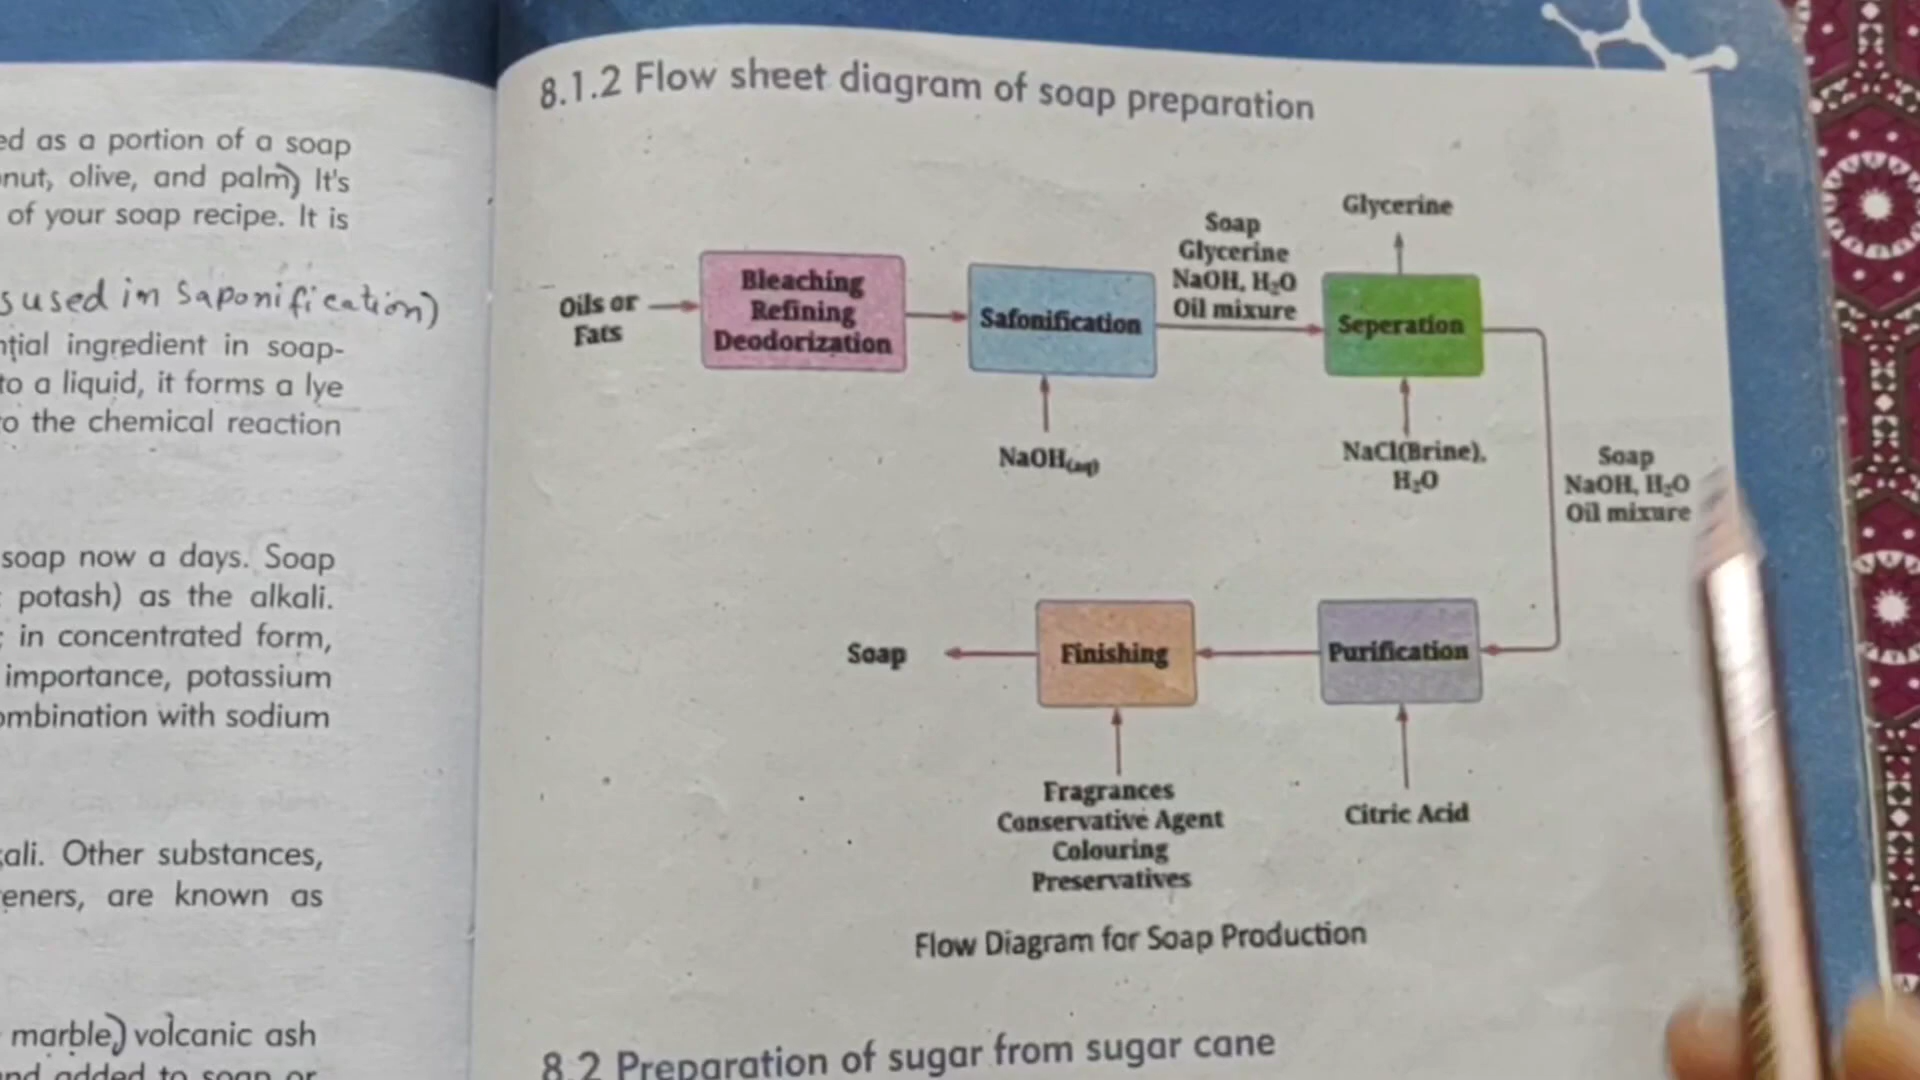 ed as a portion of a soap
nut, olive, and palm) It's
of your soap recipe. It is
s used in Saponification)
ntial ingredient in soap-
to a liquid, it forms a lye
o the chemical reaction
soap now a days. Soap
potash) as the alkali.
in concentrated form,
importance, potassium
ombination with sodium
ali. Other substances,
eners, are known as
marble,) volcanic ash
nd added to soap or
8.1.2 Flow sheet diagram of soap preparation
Oils or
Fats
Bleaching
Refining
Deodorization
Safonification
NaOH(aq)
Soap
Glycerine
NaOH, H₂O
Oil mixure
Glycerine
Seperation
NaCl(Brine),
H₂O
Soap
NaOH, H₂O
Oil mixure
Purification
Citric Acid
Finishing
Fragrances
Conservative Agent
Colouring
Preservatives
Soap
Flow Diagram for Soap Production
8.2 Preparation of sugar from sugar cane